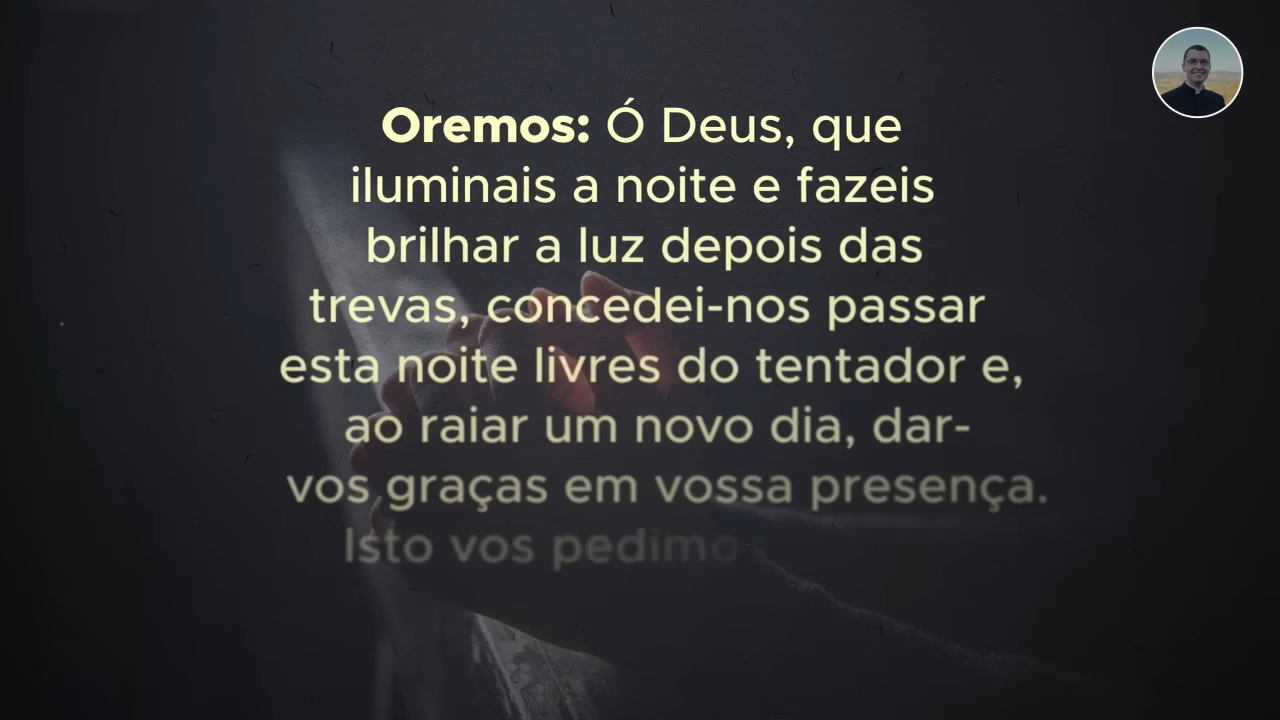 Oremos: Ó Deus, que
iluminais a noite e fazeis
brilhar a luz depois das
trevas, concedei-nos passar
esta noite livres do tentador e,
ao raiar um novo dia, dar-
vos graças em vossa presença.
Isto vos pedimos